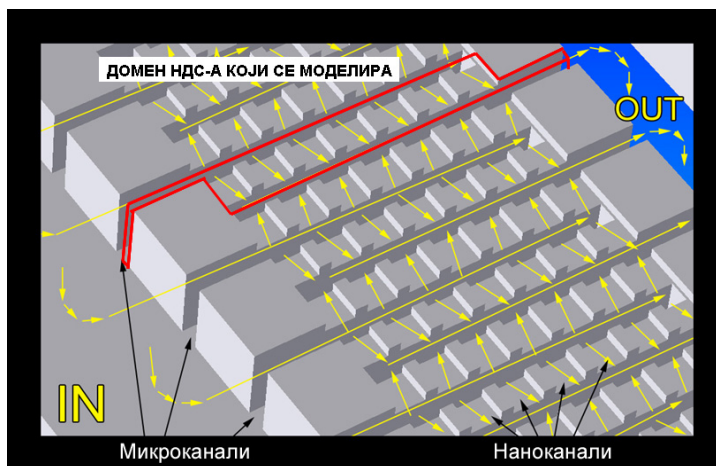 ДОМЕН НДС-А КОЈИ СЕ МОДЕЛИРА
OUT
IN
Микроканали
Наноканали